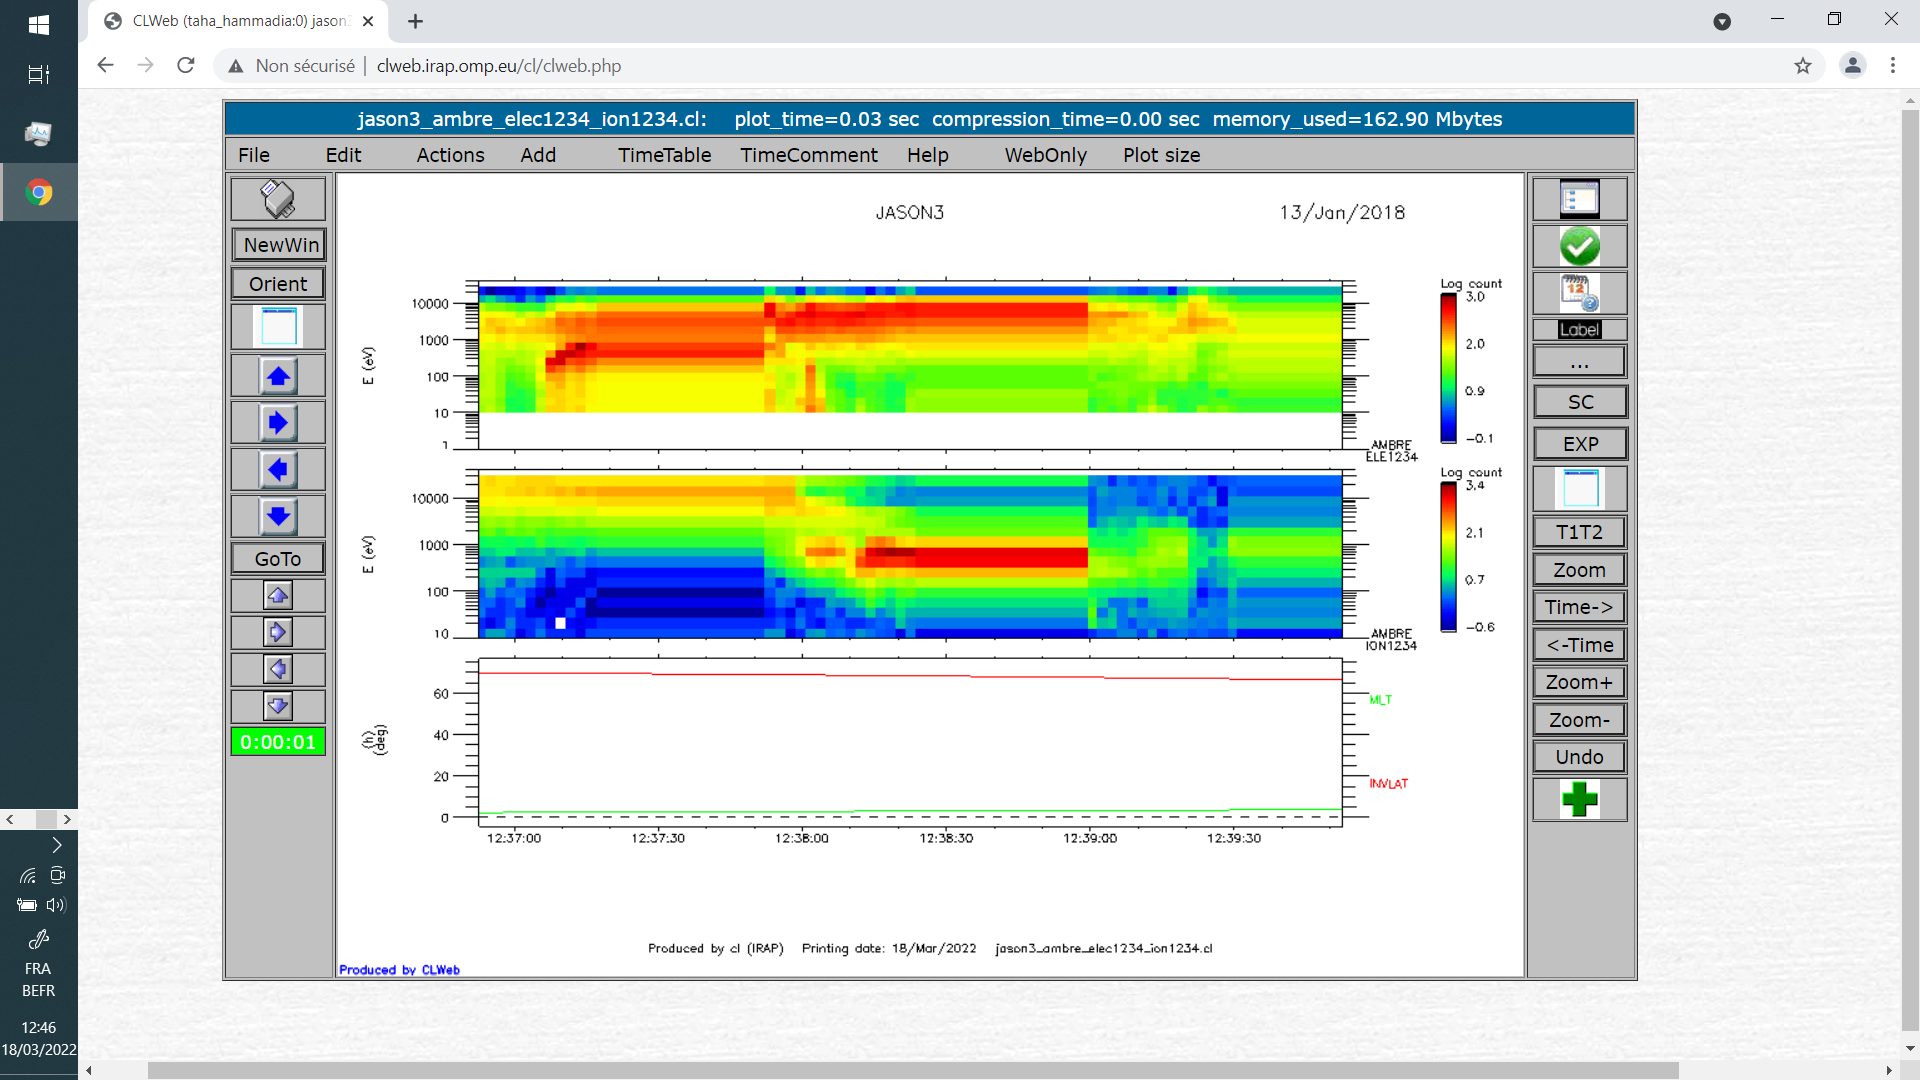 CLWeb (taha_hammadia:0) jason3
Non sécurisé | clweb.irap.omp.eu/cl/clweb.php
jason3_ambre_elec1234_ion1234.cl: plot_time=0.03 sec compression_time=0.00 sec memory_used=162.90 Mbytes
File Edit Actions Add TimeTable TimeComment Help WebOnly Plot size
NewWin
Orient
GoTo
0:00:01
JASON3 13/Jan/2018
E (eV)
10000
1000
100
10
1
Log count
3.0
2.0
0.9
-0.1
AMBRE
ELE1234
E (eV)
10000
1000
100
10
Log count
3.4
2.1
0.7
-0.6
AMBRE
ION1234
(h)
(deg)
60
40
20
0
MLT
INVLAT
12:37:00 12:37:30 12:38:00 12:38:30 12:39:00 12:39:30
Produced by cl (IRAP) Printing date: 18/Mar/2022 jason3_ambre_elec1234_ion1234.cl
Produced by CLWeb
12
Label
...
SC
EXP
T1T2
Zoom
Time->
<-Time
Zoom+
Zoom-
Undo
FRA
BEFR
12:46
18/03/2022